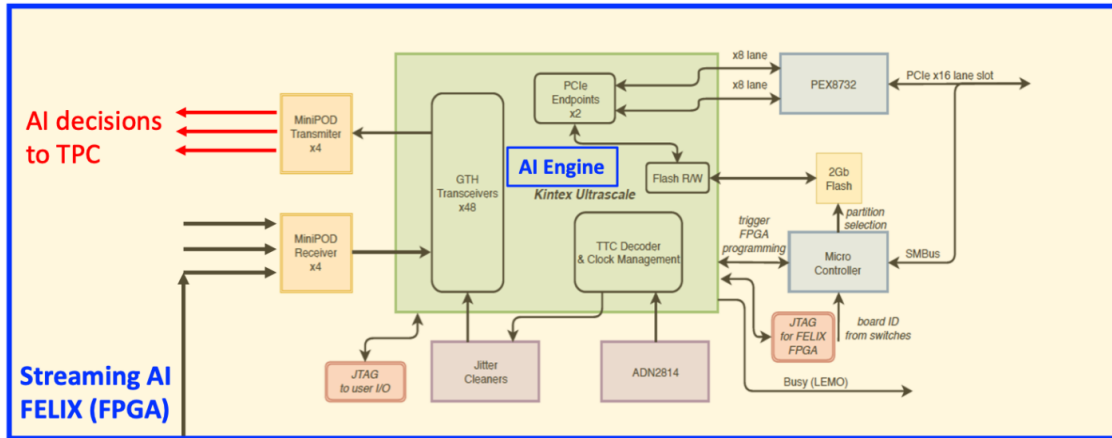 AI decisions
to TPC
MiniPOD
Transmiter
x4
MiniPOD
Receiver
x4
Streaming AI
FELIX (FPGA)
GTH
Transceivers
x48
PCIe
Endpoints
x2
AI Engine
Kintex Ultrascale
Flash R/W
TTC Decoder
& Clock Management
JTAG
to user I/O
Jitter
Cleaners
ADN2814
x8 lane
x8 lane
PEX8732
PCIe x16 lane slot
2Gb
Flash
partition
selection
trigger
FPGA
programming
Micro
Controller
SMBus
JTAG
for FELIX
FPGA
board ID
from switches
Busy (LEMO)